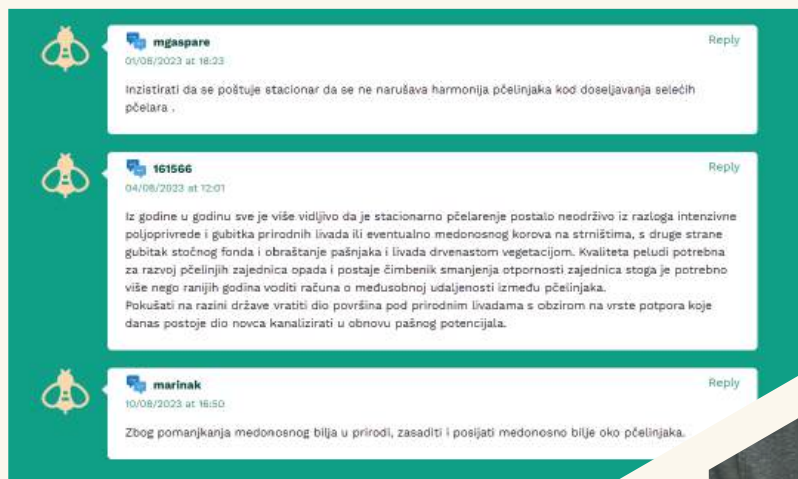 mgaspare
Reply
01/08/2023 at 18:23
Inzistirati da se poštuje stacionar da se ne narušava harmonija pčelinjaka kod doseljavanja selećih
pčelara .
161566
Reply
04/08/2023 at 12:01
Iz godine u godinu sve je više vidljivo da je stacionarno pčelarenje postalo neodrživo iz razloga intenzivne
poljoprivrede i gubitka prirodnih livada ili eventualno medonosnog korova na strništima, s druge strane
gubitak stočnog fonda i obraštanje pašnjaka i livada drvenastom vegetacijom. Kvaliteta peludi potrebna
za razvoj pčelinjih zajednica opada i postaje čimbenik smanjenja otpornosti zajednica stoga je potrebno
više nego ranijih godina voditi računa o međusobnoj udaljenosti između pčelinjaka.
Pokušati na razini države vratiti dio površina pod prirodnim livadama s obzirom na vrste potpora koje
danas postoje dio novca kanalizirati u obnovu pašnog potencijala.
marinak
Reply
10/08/2023 at 16:50
Zbog pomanjkanja medonosnog bilja u prirodi, zasaditi i posijati medonosno bilje oko pčelinjaka.